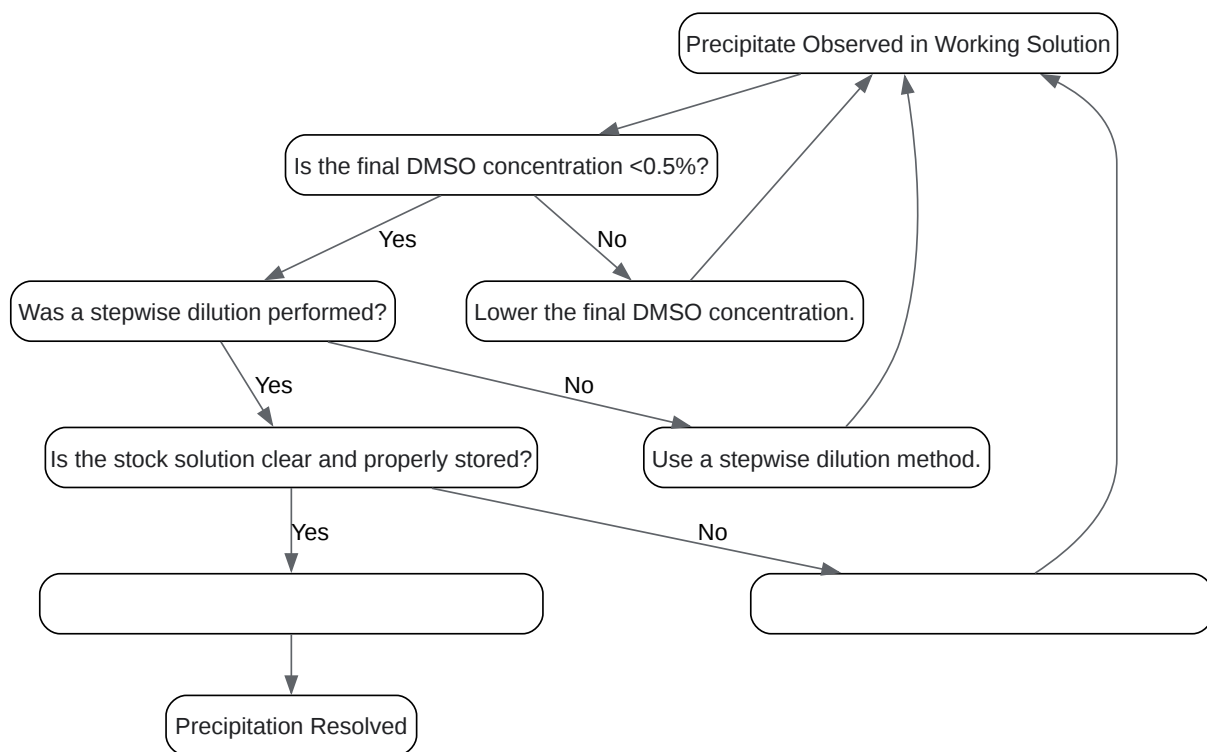 Precipitate Observed in Working Solution
Is the final DMSO concentration <0.5%?
Yes
No
Was a stepwise dilution performed?
Lower the final DMSO concentration.
Yes
No
Is the stock solution clear and properly stored?
Use a stepwise dilution method.
Yes
No
Precipitation Resolved